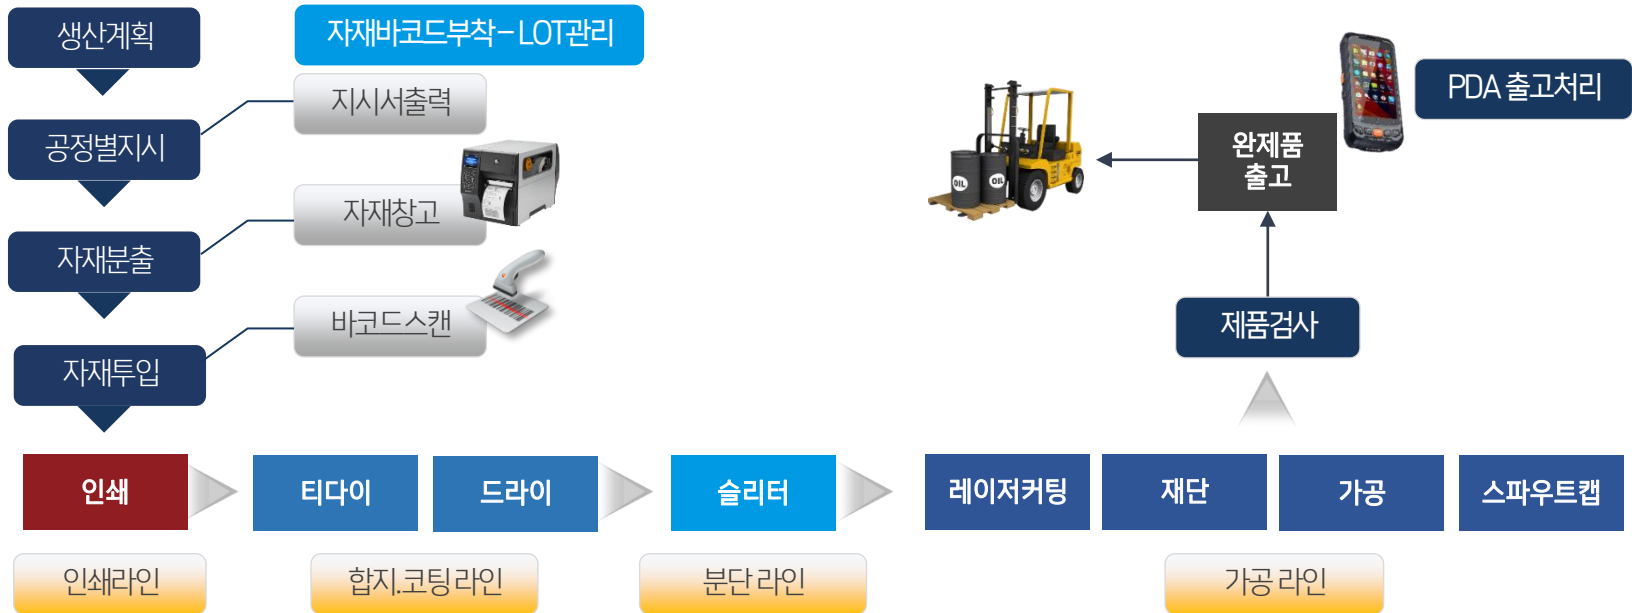 생산계획
자재바코드부착 – LOT관리
지시서출력
공정별지시
자재창고
자재분출
바코드스캔
자재투입
OIL
OIL
완제품
출고
PDA 출고처리
제품검사
인쇄
티다이
드라이
슬리터
레이저커팅
재단
가공
스파우트캡
인쇄라인
합지.코팅 라인
분단 라인
가공 라인